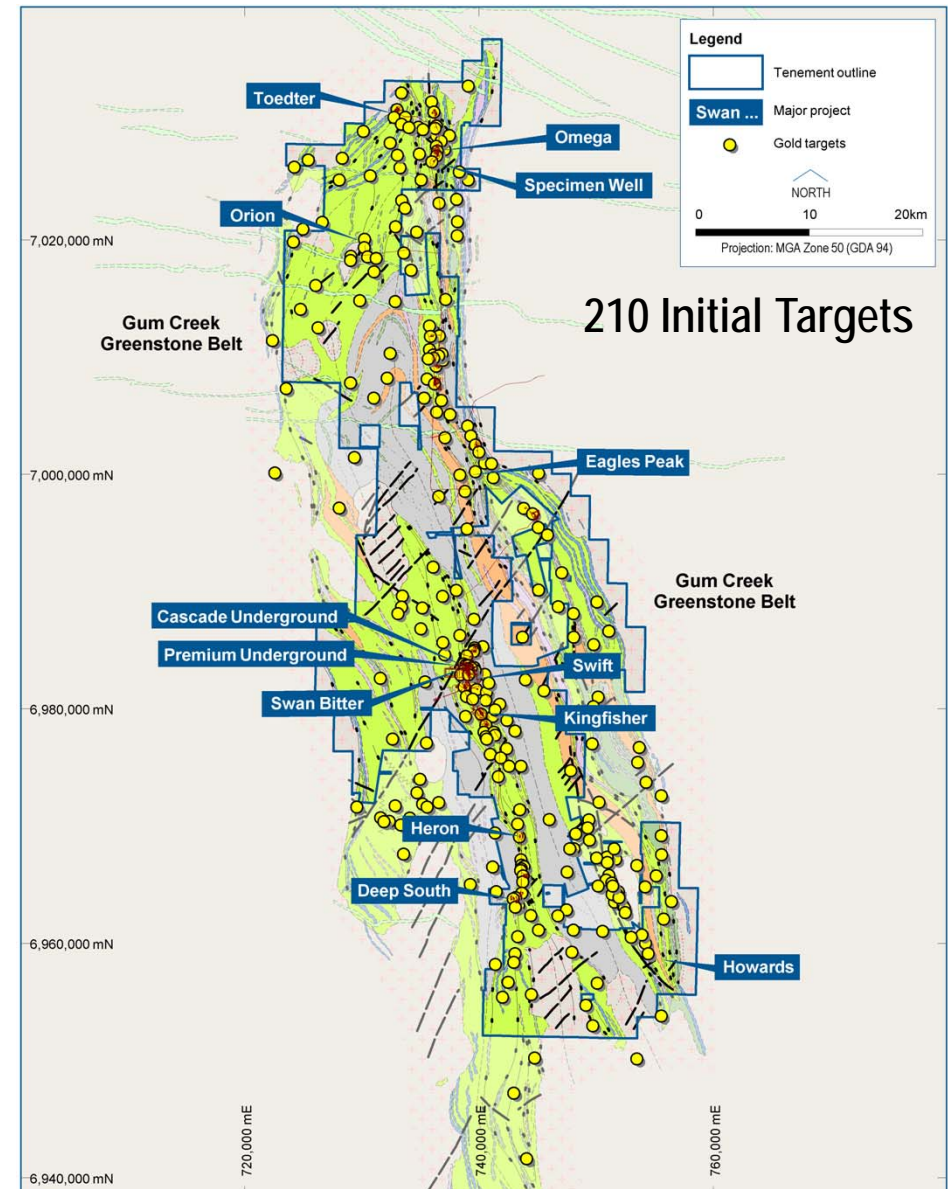 Legend
Tenement outline
Swan ... Major project
Gold targets
NORTH
0 10 20km
Projection: MGA Zone 50 (GDA 94)
Toedter
Omega
Specimen Well
Orion
7,020,000 mN
210 Initial Targets
Gum Creek
Greenstone Belt
Eagles Peak
7,000,000 mN
Gum Creek
Greenstone Belt
Cascade Underground
Premium Underground
Swift
Swan Bitter
6,980,000 mN
Kingfisher
Heron
Deep South
6,960,000 mN
Howards
720,000 mE
740,000 mE
760,000 mE
6,940,000 mN